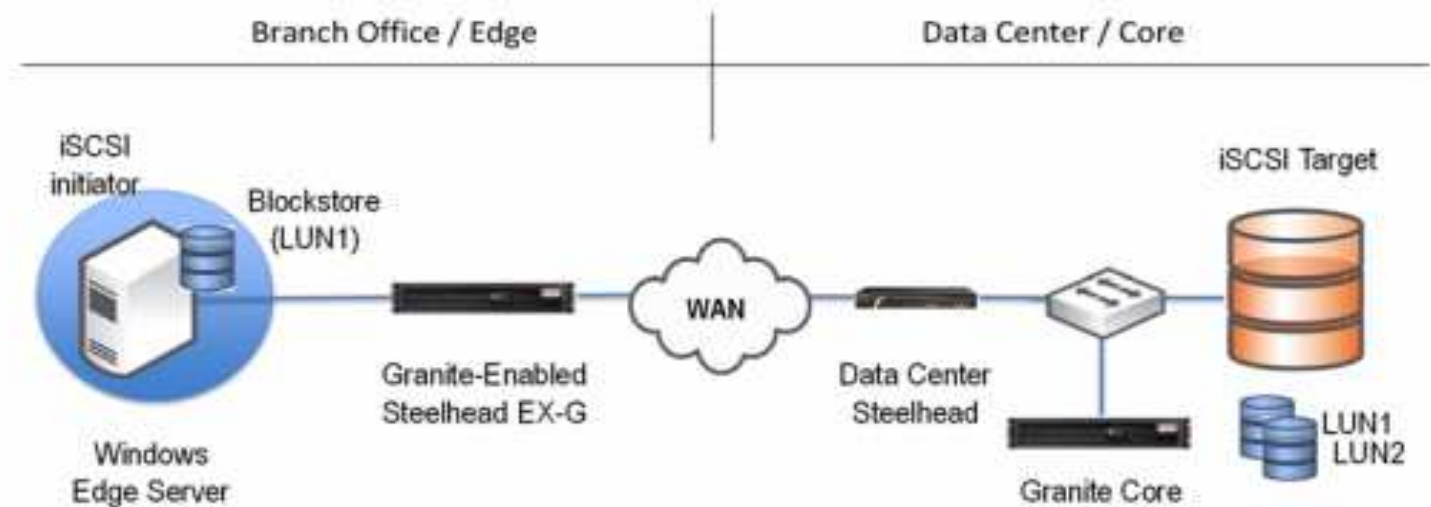 Branch Office / Edge
Data Center / Core
iSCSI
initiator
Blockstore
(LUN1)
iSCSI Target
WAN
Granite-Enabled
Steelhead EX-G
Data Center
Steelhead
LUN1
LUN2
Windows
Edge Server
Granite Core